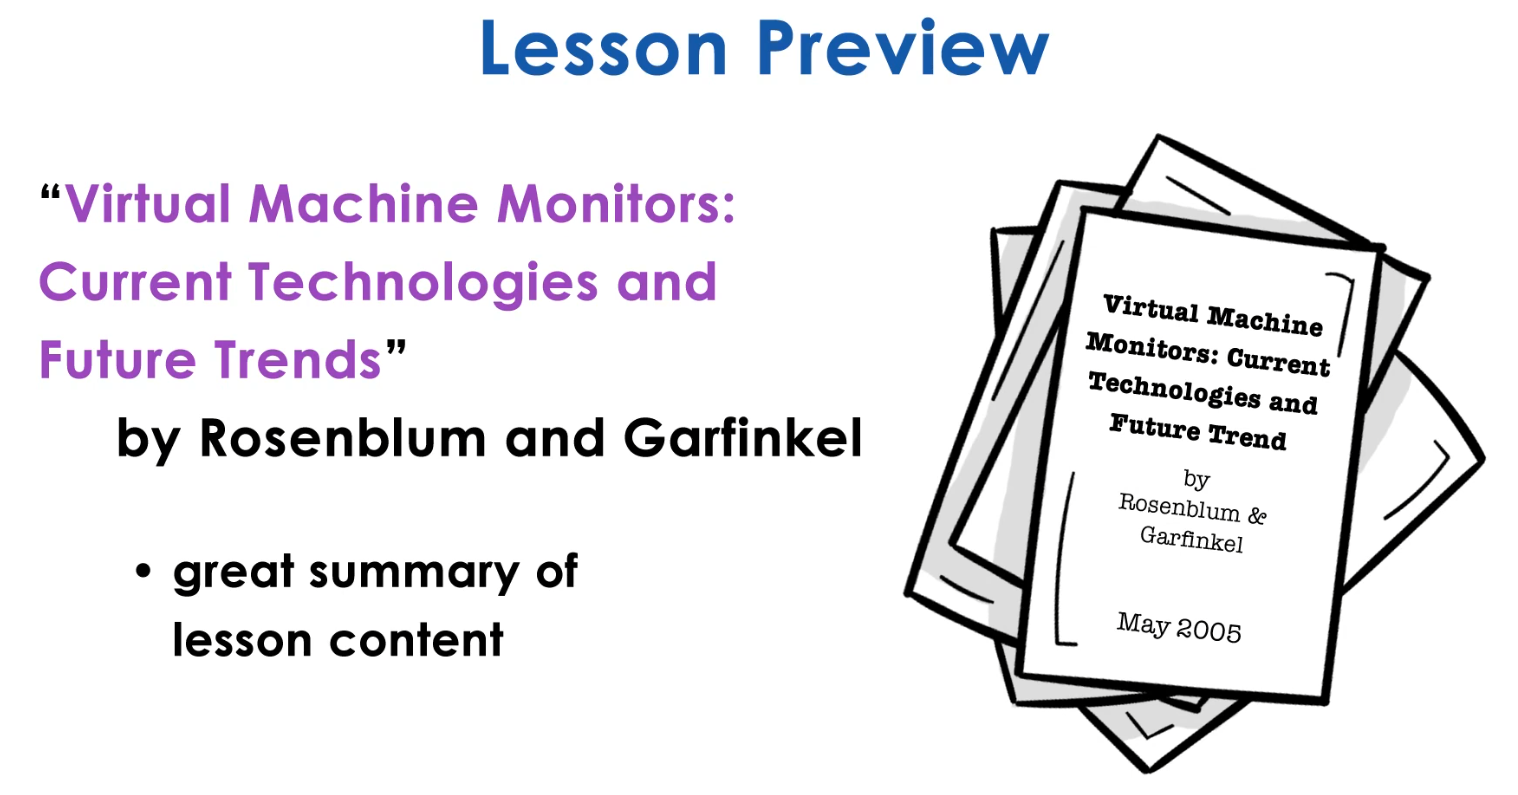 Lesson Preview
“Virtual Machine Monitors:
Current Technologies and
Future Trends”
by Rosenblum and Garfinkel
• great summary of
lesson content
Virtual Machine
Monitors: Current
Technologies and
Future Trend
by
Rosenblum &
Garfinkel
May 2005